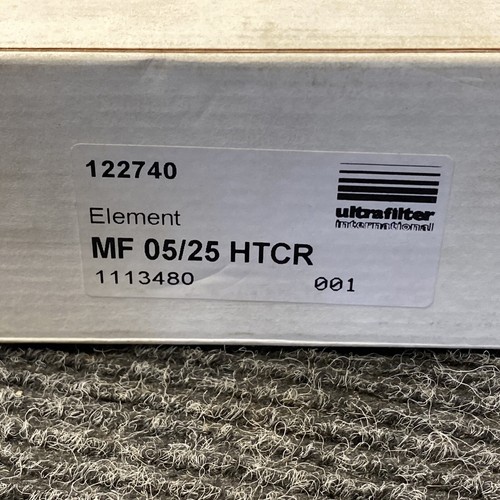 122740
ultrafilter
international
Element
MF 05/25 HTCR
1113480 001